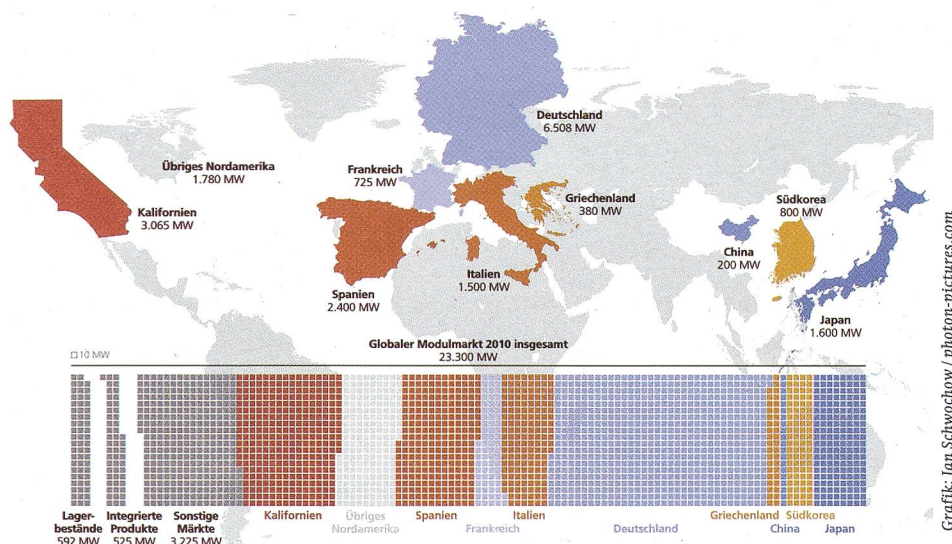 Deutschland
6.508 MW
Übriges Nordamerika
1.780 MW
Frankreich
725 MW
Kalifornien
3.065 MW
Griechenland
380 MW
Südkorea
800 MW
China
200 MW
Italien
1.500 MW
Spanien
2.400 MW
Japan
1.600 MW
Globaler Modulmarkt 2010 insgesamt
23.300 MW
10 MW
Lager-
bestände
592 MW
Integrierte
Produkte
525 MW
Sonstige
Märkte
3.225 MW
Kalifornien
Übriges
Nordamerika
Spanien
Frankreich
Italien
Deutschland
Griechenland
China
Südkorea
Japan
Grafik: Jan Schwochow / photon-pictures.com